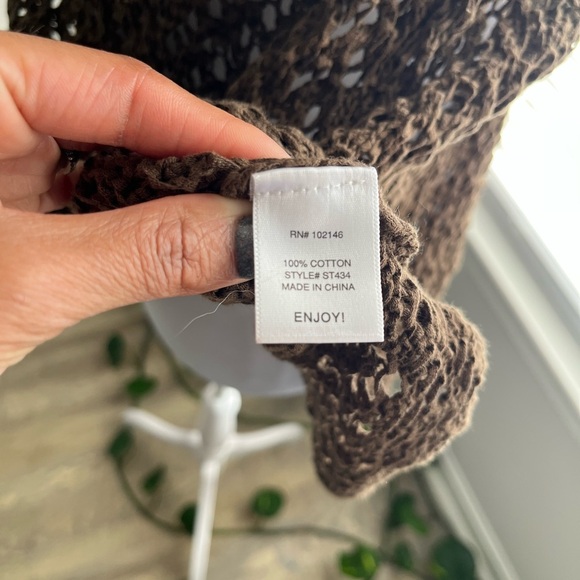 RN# 102146
100% COTTON
STYLE# ST434
MADE IN CHINA
ENJOY!